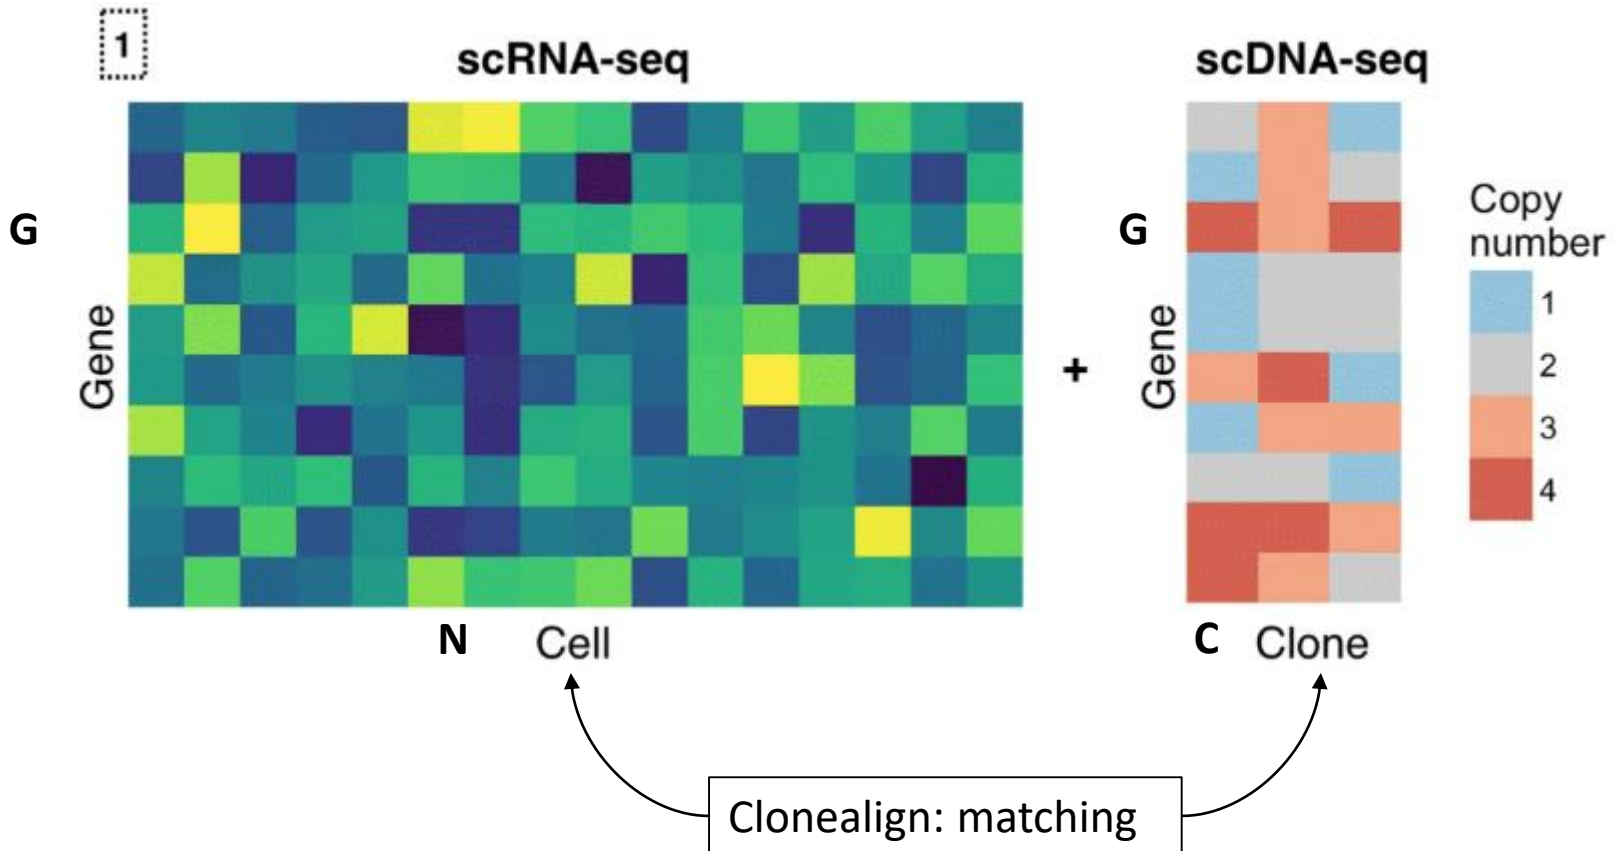 1
scRNA-seq
scDNA-seq
G
Gene
N Cell
+
G
Gene
C Clone
Copy
number
1
2
3
4
Clonealign: matching